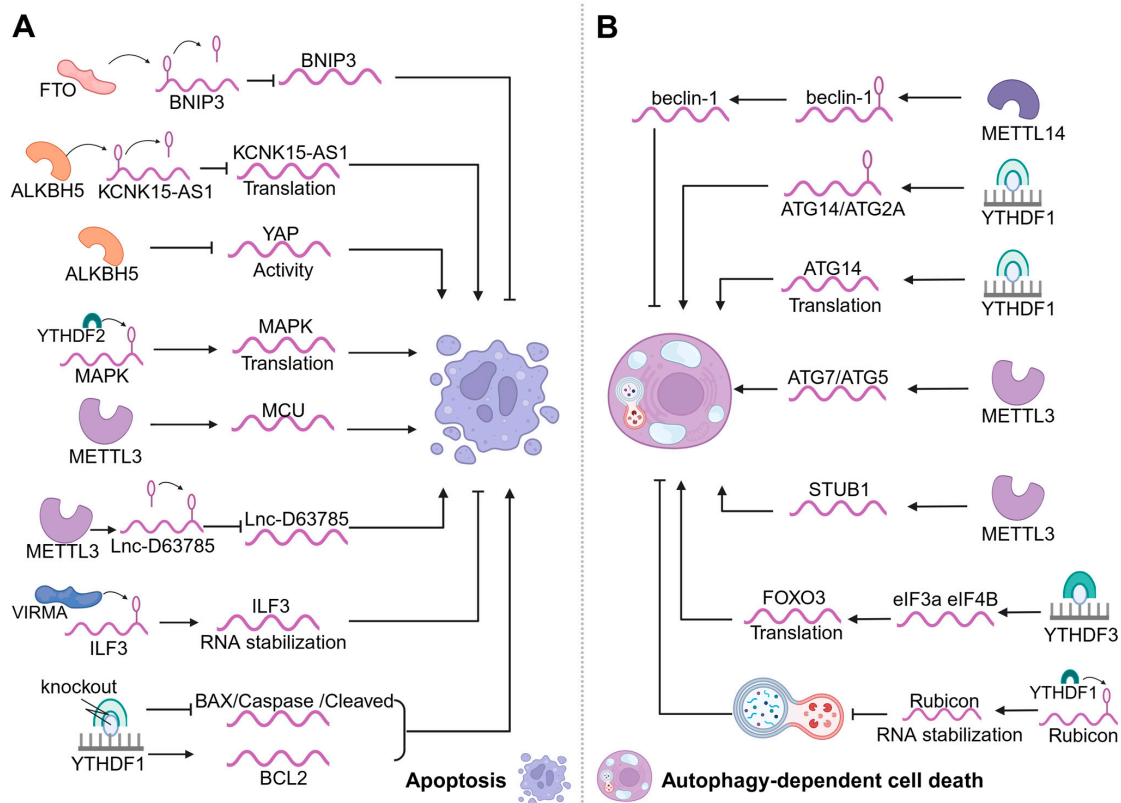 A
FTO
BNIP3
BNIP3
ALKBH5
KCNK15-AS1
KCNK15-AS1
Translation
ALKBH5
YAP
Activity
YTHDF2
MAPK
MAPK
Translation
METTL3
MCU
METTL3
Lnc-D63785
Lnc-D63785
VIRMA
ILF3
ILF3
RNA stabilization
knockout
YTHDF1
BAX/Caspase /Cleaved
BCL2
Apoptosis
B
beclin-1
beclin-1
METTL14
ATG14/ATG2A
YTHDF1
ATG14
Translation
YTHDF1
ATG7/ATG5
METTL3
STUB1
METTL3
FOXO3
Translation
eIF3a eIF4B
YTHDF3
Rubicon
RNA stabilization
YTHDF1
Rubicon
Autophagy-dependent cell death